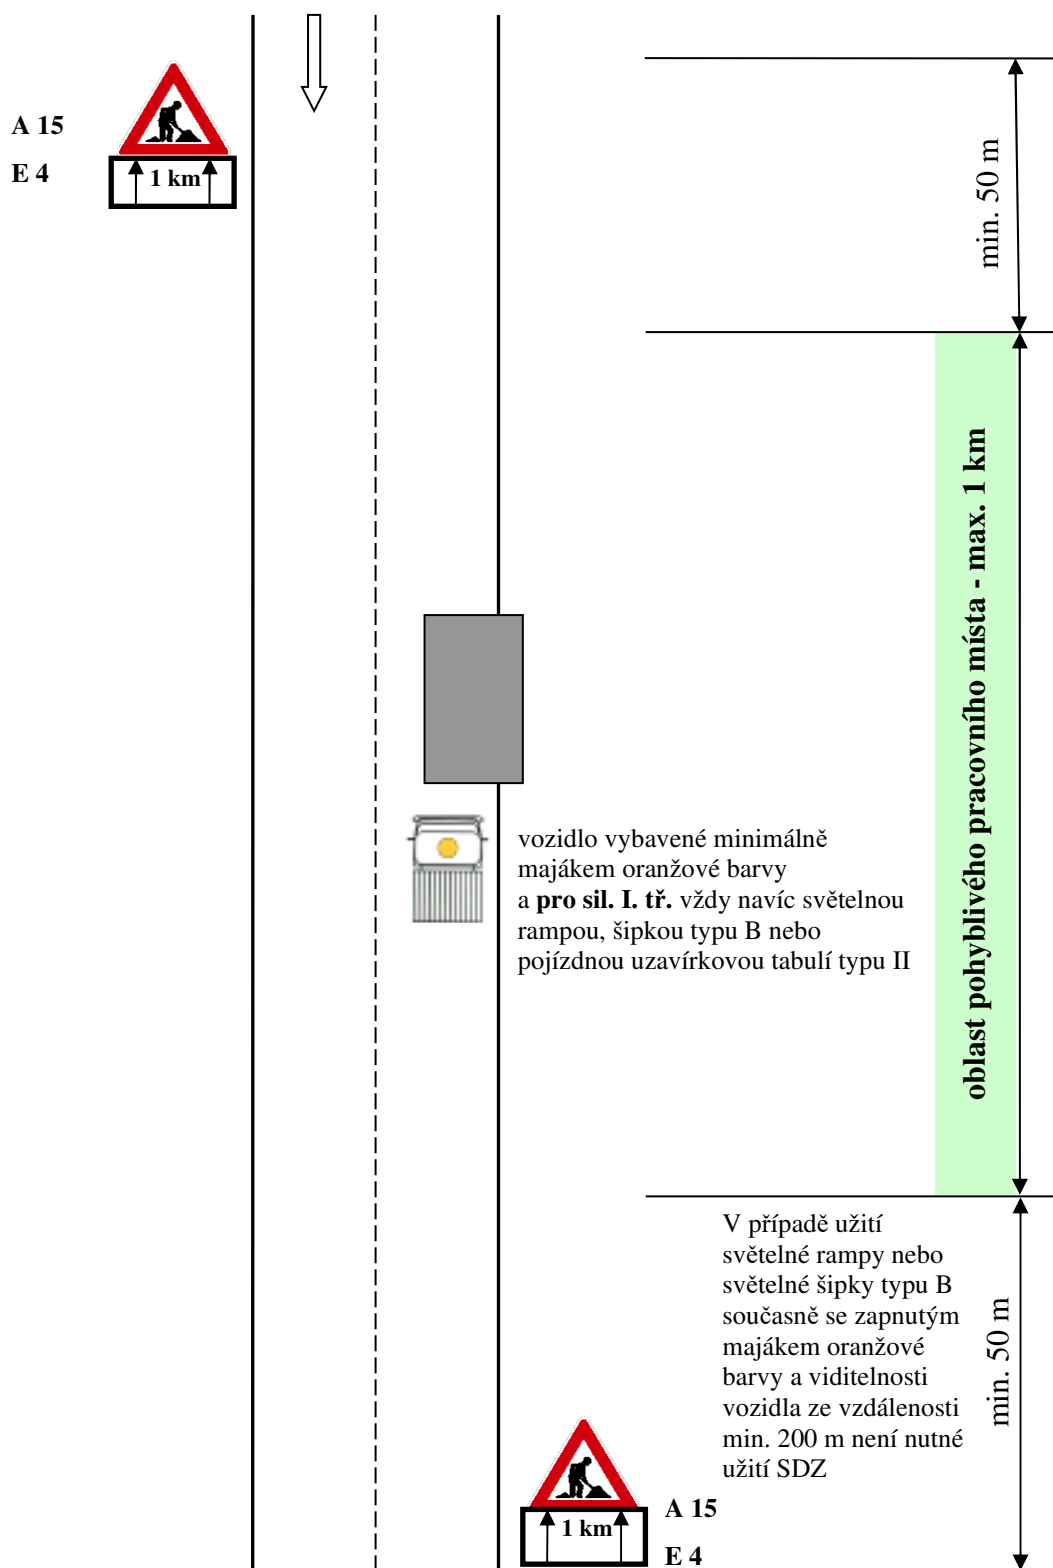 A 15
E 4
1 km
min. 50 m
oblast pohyblivého pracovního místa - max. 1 km
vozidlo vybavené minimálně
majákem oranžové barvy
a pro sil. I. tř. vždy navíc světelnou
rampou, šipkou typu B nebo
pojízdnou uzavírkovou tabulí typu II
V případě užití
světelné rampy nebo
světelné šipky typu B
současně se zapnutým
majákem oranžové
barvy a viditelnosti
vozidla ze vzdálenosti
min. 200 m není nutné
užití SDZ
min. 50 m
1 km
A 15
E 4